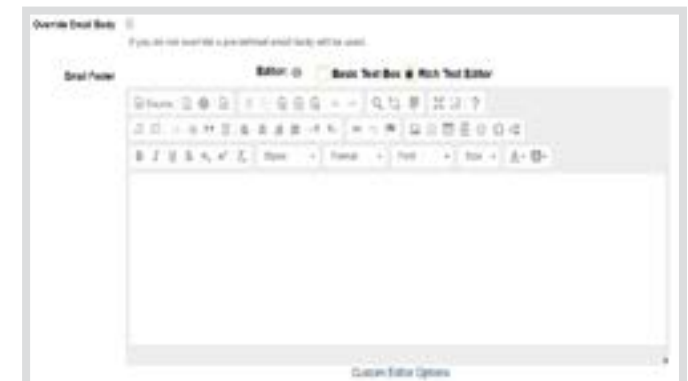 Override Email Body
If you do not override a pre-defined email body will be used.
Email Footer
Editor: Basic Text Box Rich Text Editor
Source
B I U S
Styles Format Font Size A
Custom Editor Options